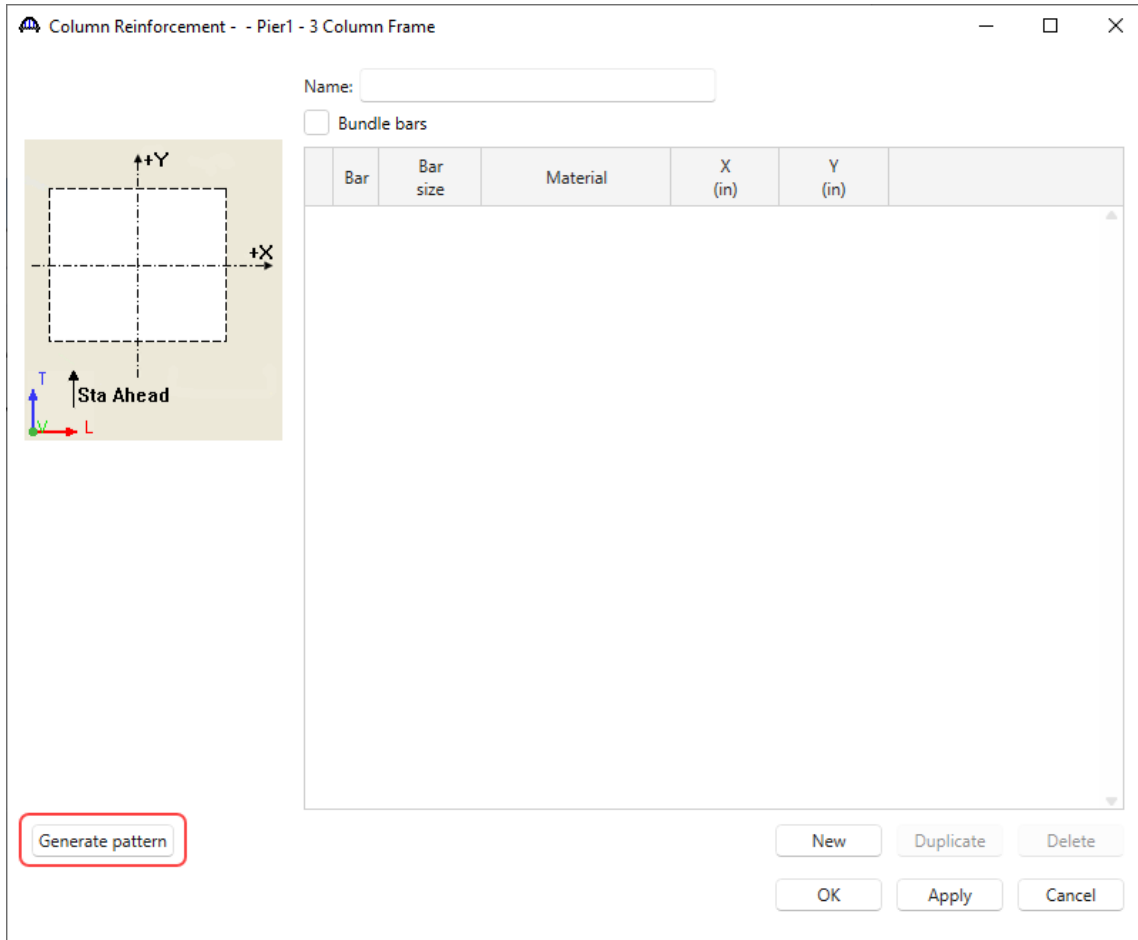 Column Reinforcement - - Pier1 - 3 Column Frame
Name:
Bundle bars
Bar
Bar size
Material
X (in)
Y (in)
+Y
+X
T
Sta Ahead
V
L
Generate pattern
New
Duplicate
Delete
OK
Apply
Cancel